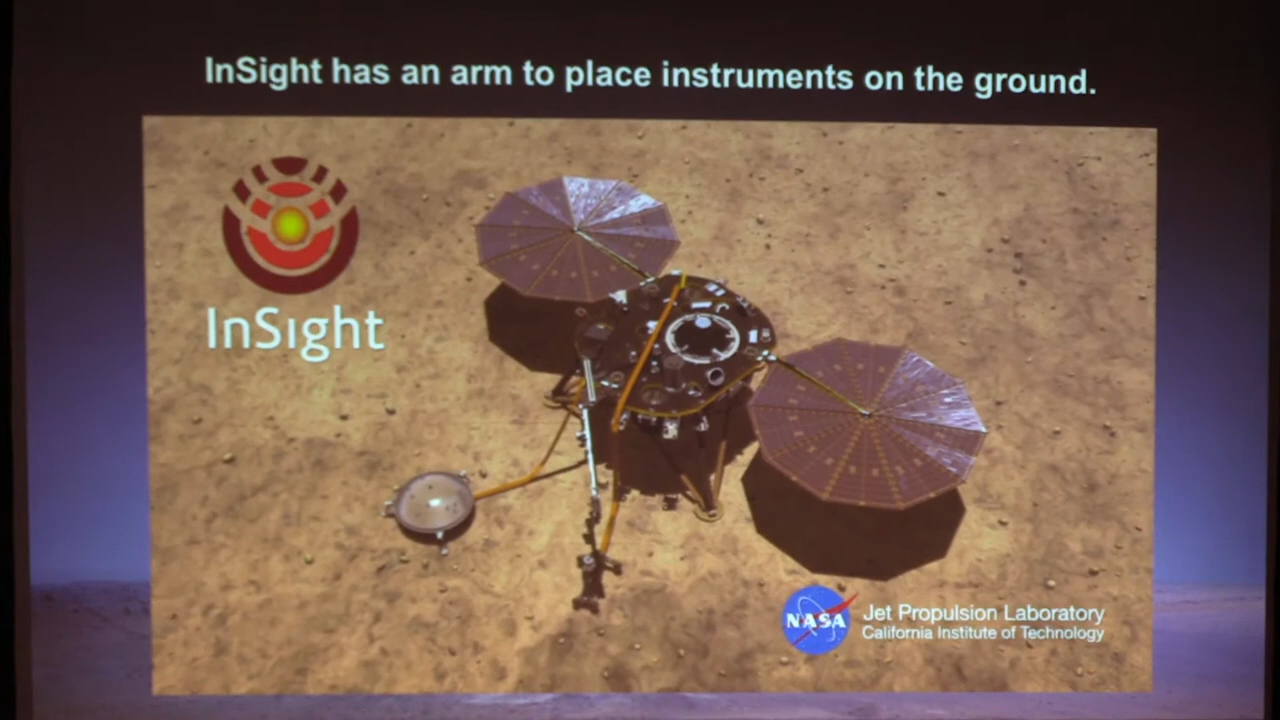 InSight has an arm to place instruments on the ground.
InSight
NASA
Jet Propulsion Laboratory
California Institute of Technology